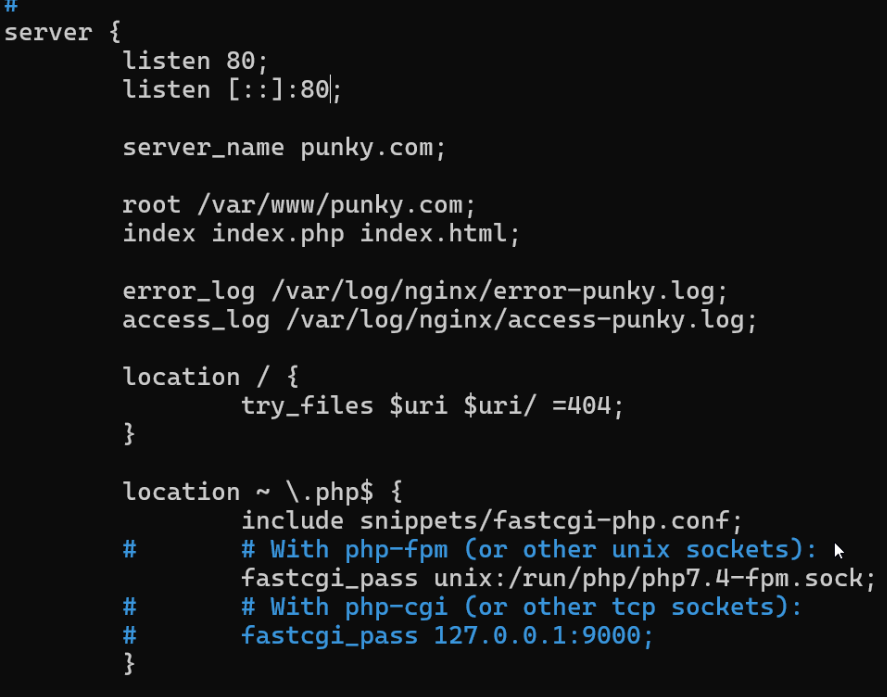 #
server {
        listen 80;
        listen [::]:80;

        server_name punky.com;

        root /var/www/punky.com;
        index index.php index.html;

        error_log /var/log/nginx/error-punky.log;
        access_log /var/log/nginx/access-punky.log;

        location / {
                try_files $uri $uri/ =404;
        }

        location ~ \.php$ {
                include snippets/fastcgi-php.conf;
#       # With php-fpm (or other unix sockets):
                fastcgi_pass unix:/run/php/php7.4-fpm.sock;
#       # With php-cgi (or other tcp sockets):
#       fastcgi_pass 127.0.0.1:9000;
        }